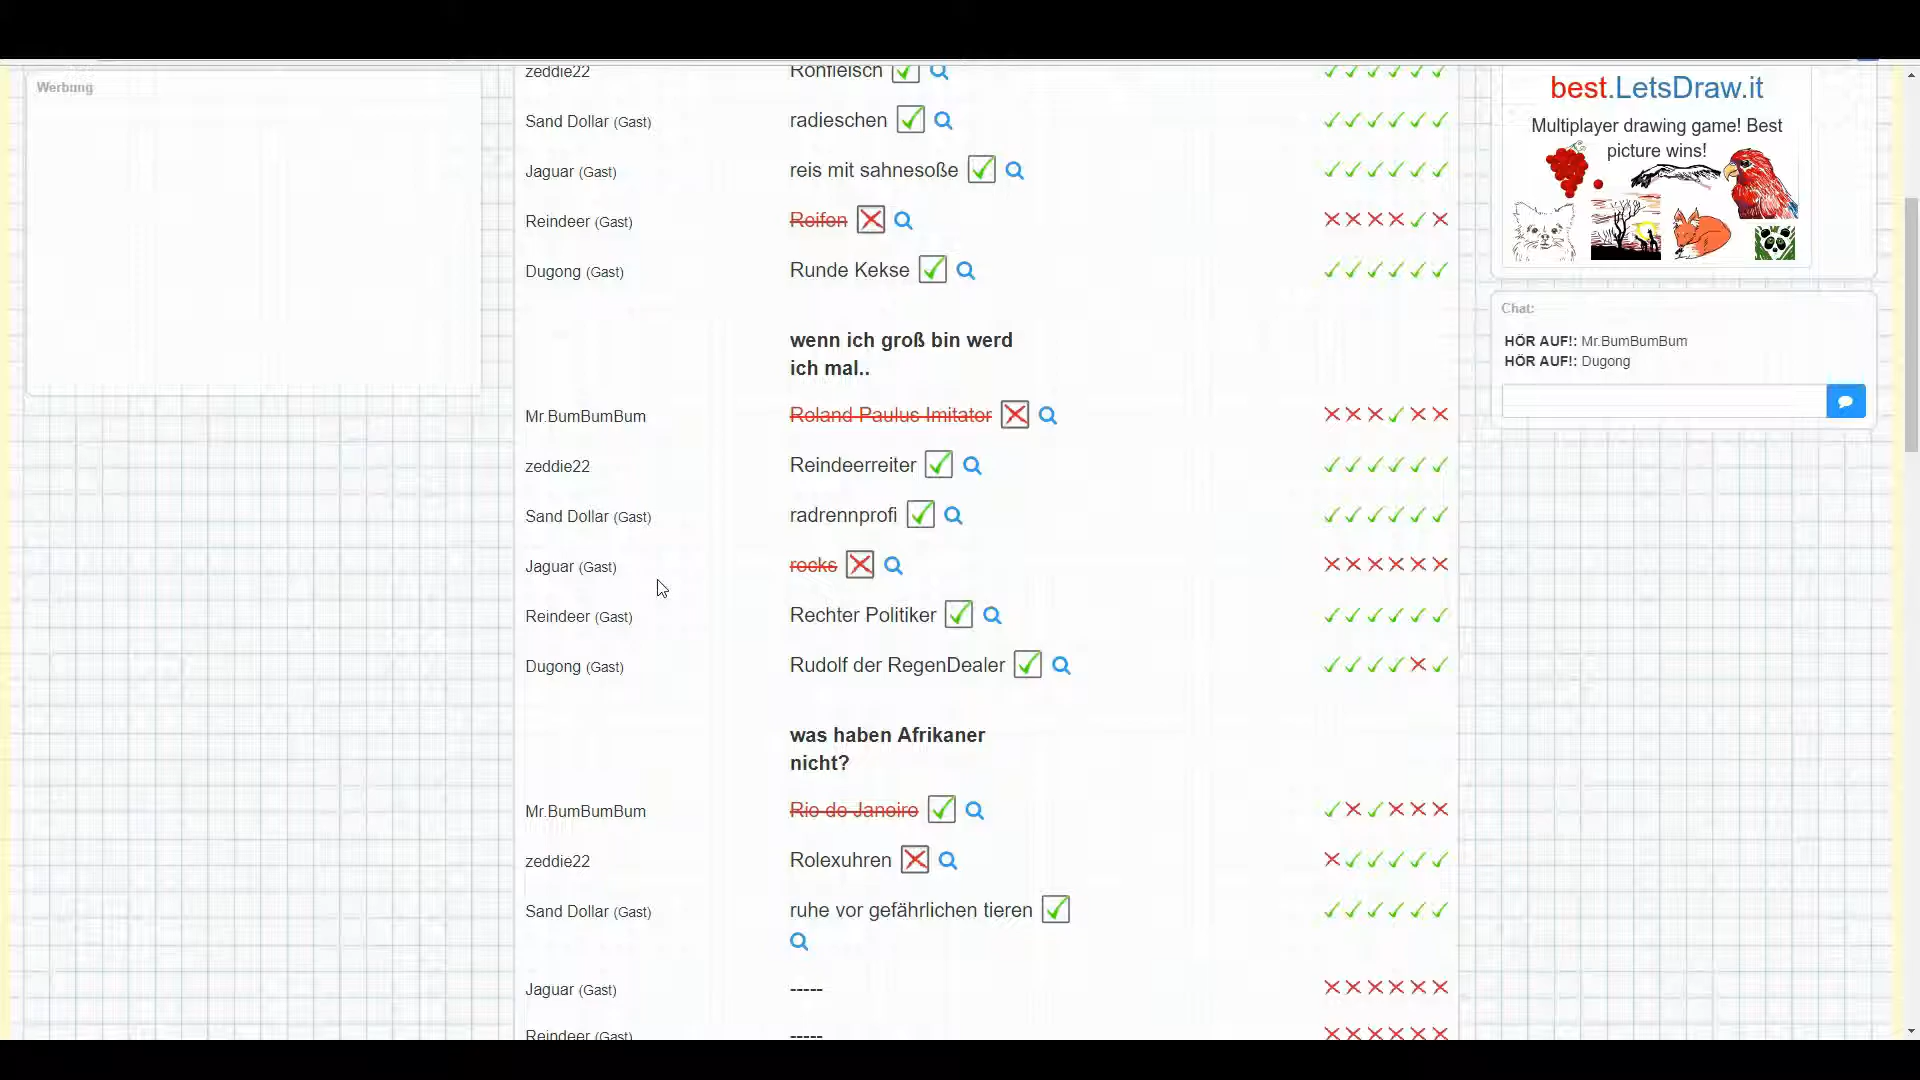 Werbung
zeddie22 Rohfleisch
Sand Dollar (Gast) radieschen
Jaguar (Gast) reis mit sahnesoße
Reindeer (Gast) Reifen
Dugong (Gast) Runde Kekse
wenn ich groß bin werd
ich mal..
Mr.BumBumBum Roland Paulus Imitator
zeddie22 Reindeerreiter
Sand Dollar (Gast) radrennprofi
Jaguar (Gast) rocks
Reindeer (Gast) Rechter Politiker
Dugong (Gast) Rudolf der RegenDealer
was haben Afrikaner
nicht?
Mr.BumBumBum Rio de Janeiro
zeddie22 Rolexuhren
Sand Dollar (Gast) ruhe vor gefährlichen tieren
Jaguar (Gast) -----
Reindeer (Gast) -----
best.LetsDraw.it
Multiplayer drawing game! Best
picture wins!
Chat:
HÖR AUF!: Mr.BumBumBum
HÖR AUF!: Dugong